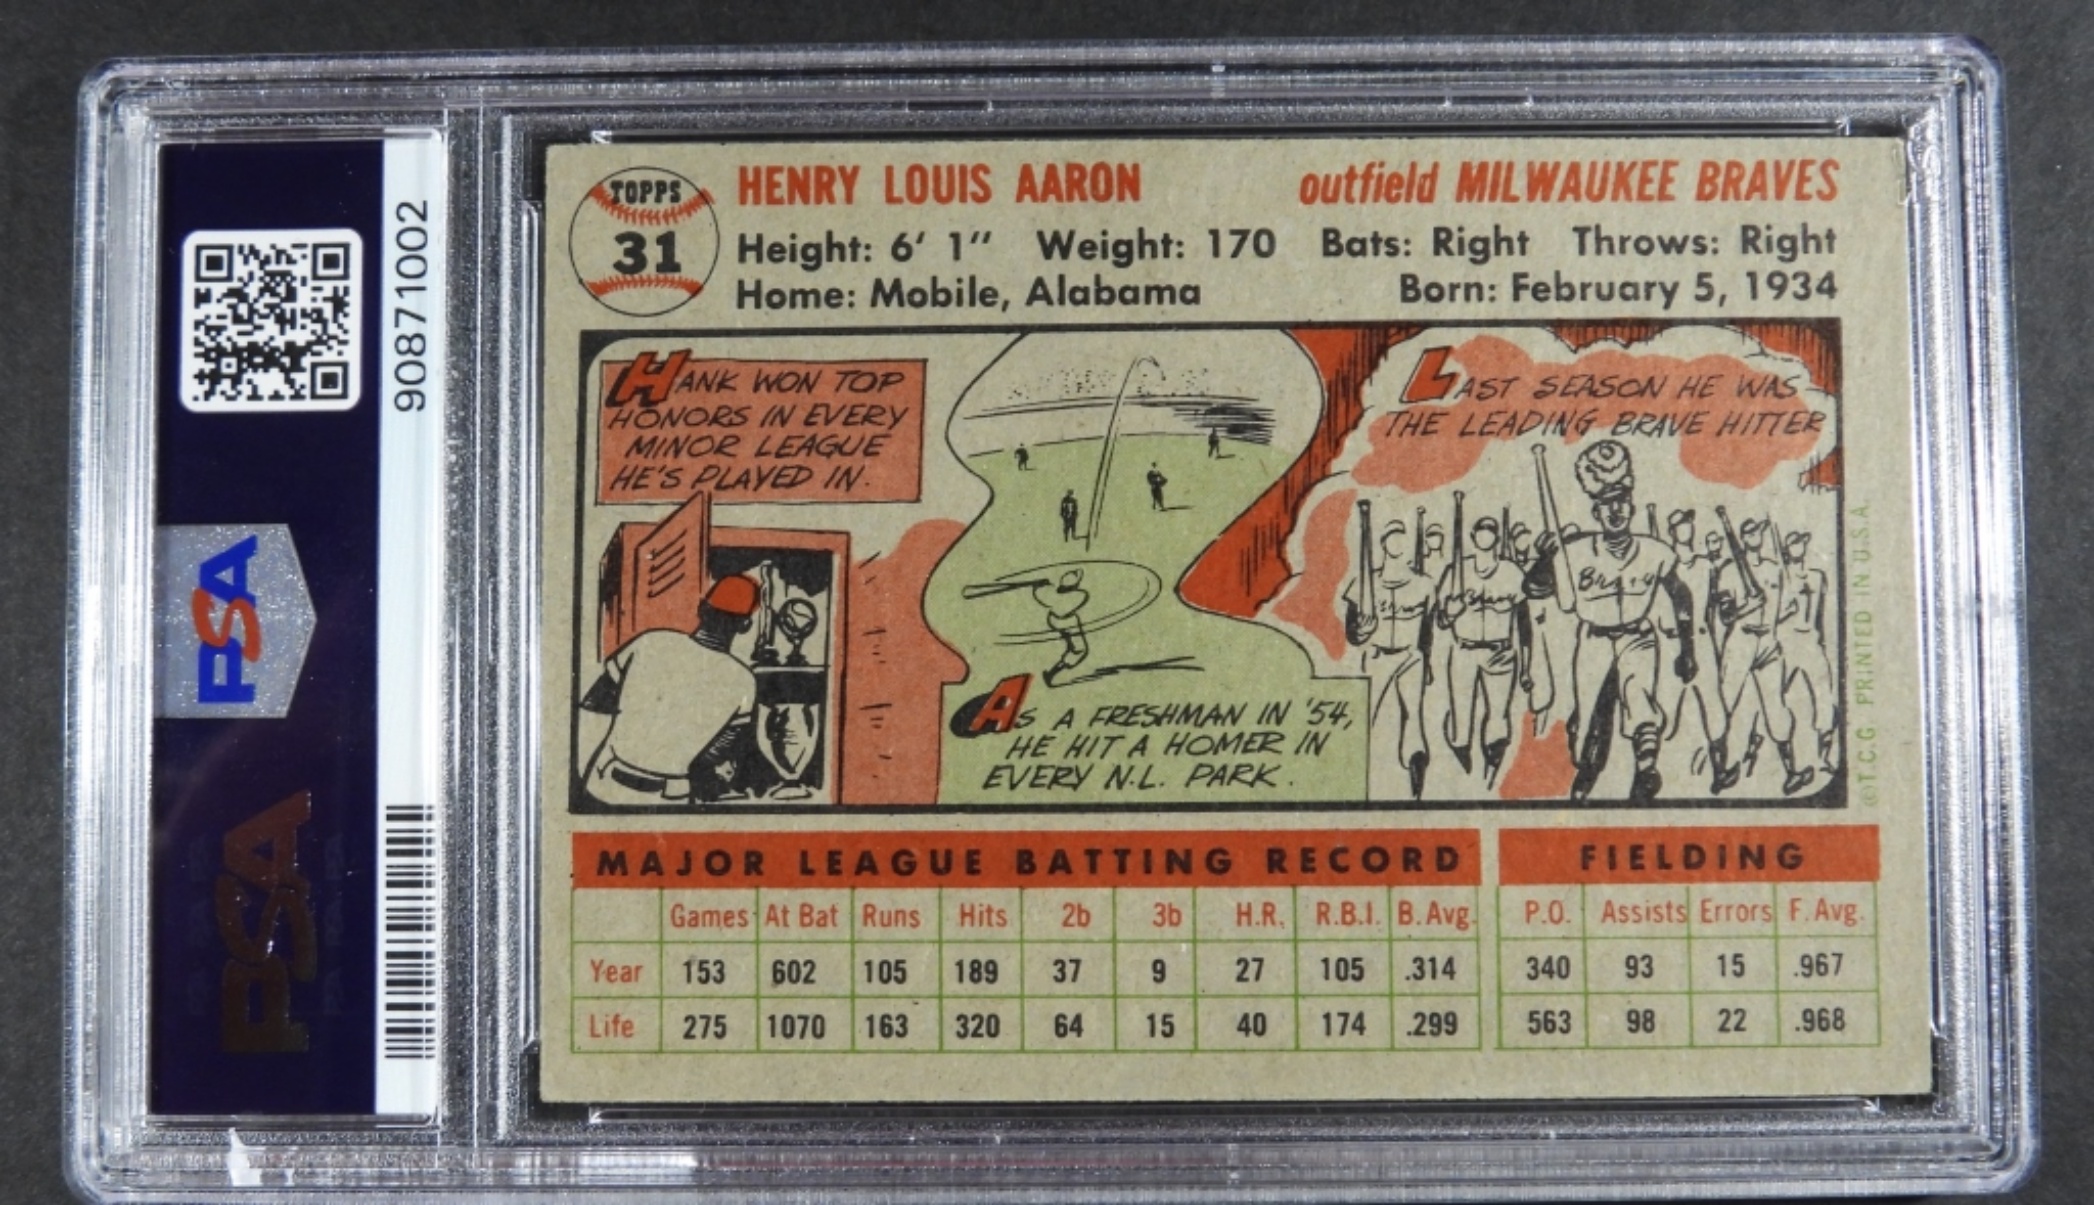 90871002
PSA
PSA
TOPPS
31
HENRY LOUIS AARON
outfield MILWAUKEE BRAVES
Height: 6' 1" Weight: 170 Bats: Right Throws: Right
Home: Mobile, Alabama
Born: February 5, 1934
HANK WON TOP
HONORS IN EVERY
MINOR LEAGUE
HE'S PLAYED IN.
AS A FRESHMAN IN '54,
HE HIT A HOMER IN
EVERY N.L. PARK.
LAST SEASON HE WAS
THE LEADING BRAVE HITTER
Braves
©T.C.G. PRINTED IN U.S.A.
MAJOR LEAGUE BATTING RECORD
Games At Bat Runs Hits 2b 3b H.R. R.B.I. B. Avg.
Year 153 602 105 189 37 9 27 105 .314
Life 275 1070 163 320 64 15 40 174 .299
FIELDING
P.O. Assists Errors F. Avg.
340 93 15 .967
563 98 22 .968